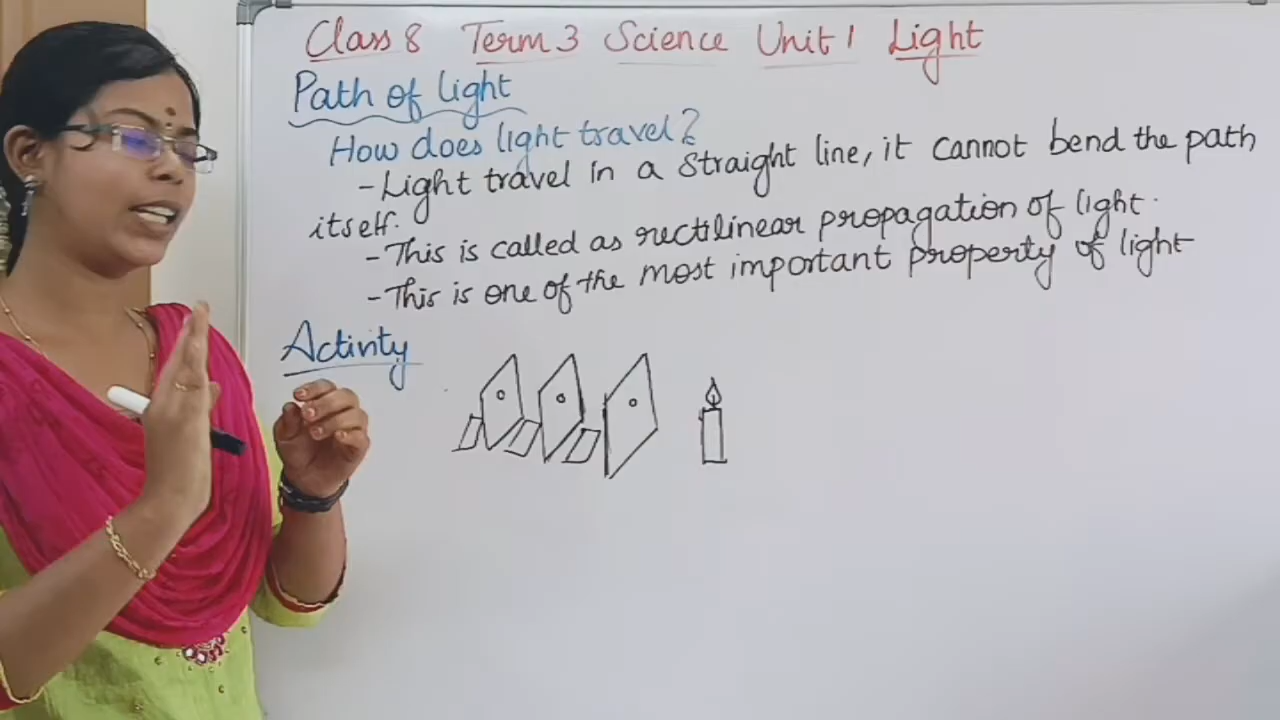 Class 8 Term 3 Science Unit 1 Light
Path of light
How does light travel?
- Light travel in a straight line, it cannot bend the path
itself.
- This is called as rectilinear propagation of light.
- This is one of the most important property of light
Activity